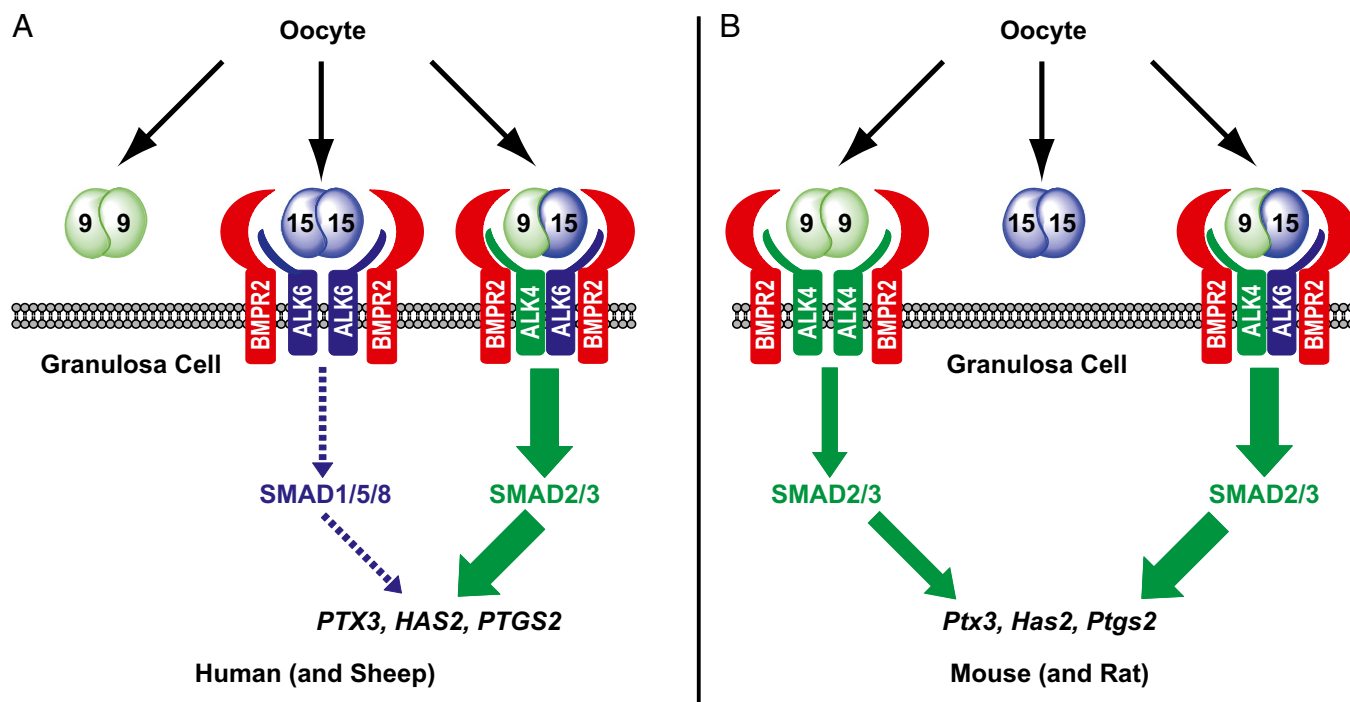 A
Oocyte
9 9
15 15
9 15
BMPR2
ALK6
ALK6
BMPR2
BMPR2
ALK4
ALK6
BMPR2
Granulosa Cell
SMAD1/5/8
SMAD2/3
PTX3, HAS2, PTGS2
Human (and Sheep)
B
Oocyte
9 9
15 15
9 15
BMPR2
ALK4
ALK4
BMPR2
BMPR2
ALK4
ALK6
BMPR2
Granulosa Cell
SMAD2/3
SMAD2/3
Ptx3, Has2, Ptgs2
Mouse (and Rat)